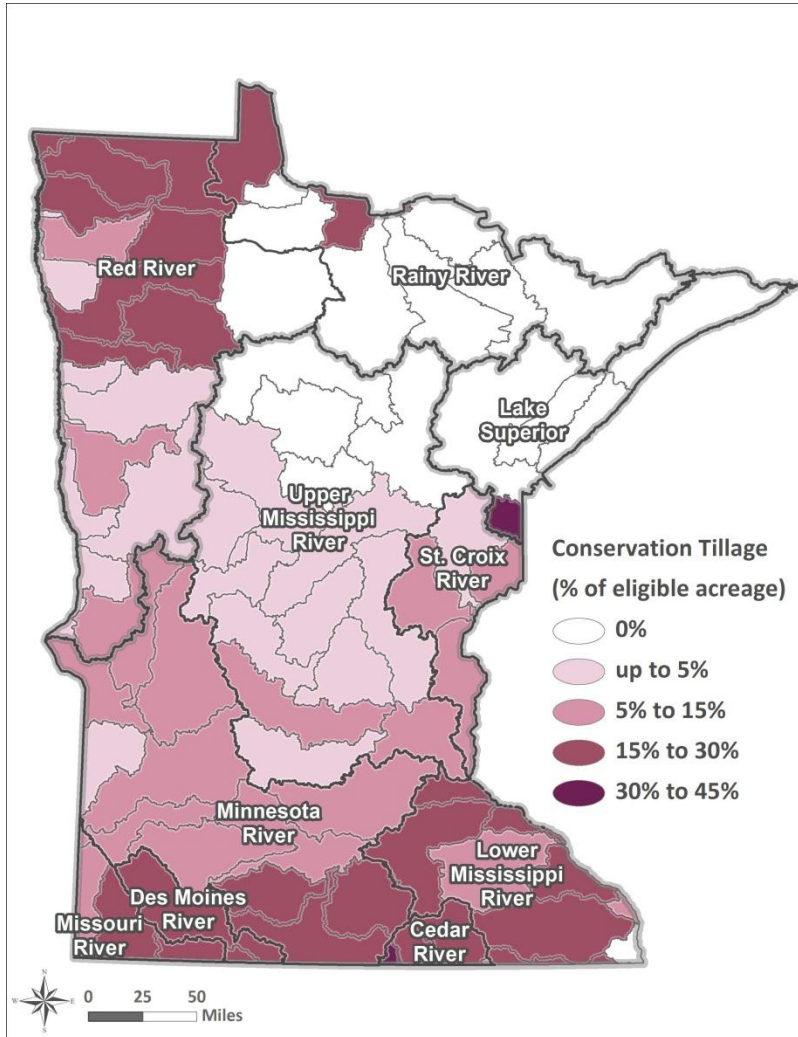 Red River
Rainy River
Lake
Superior
Upper
Mississippi
River
St. Croix
River
Conservation Tillage
(% of eligible acreage)
0%
up to 5%
5% to 15%
15% to 30%
30% to 45%
Minnesota
River
Lower
Mississippi
River
Des Moines
River
Missouri
River
Cedar
River
N
W
E
S
0 25 50
Miles